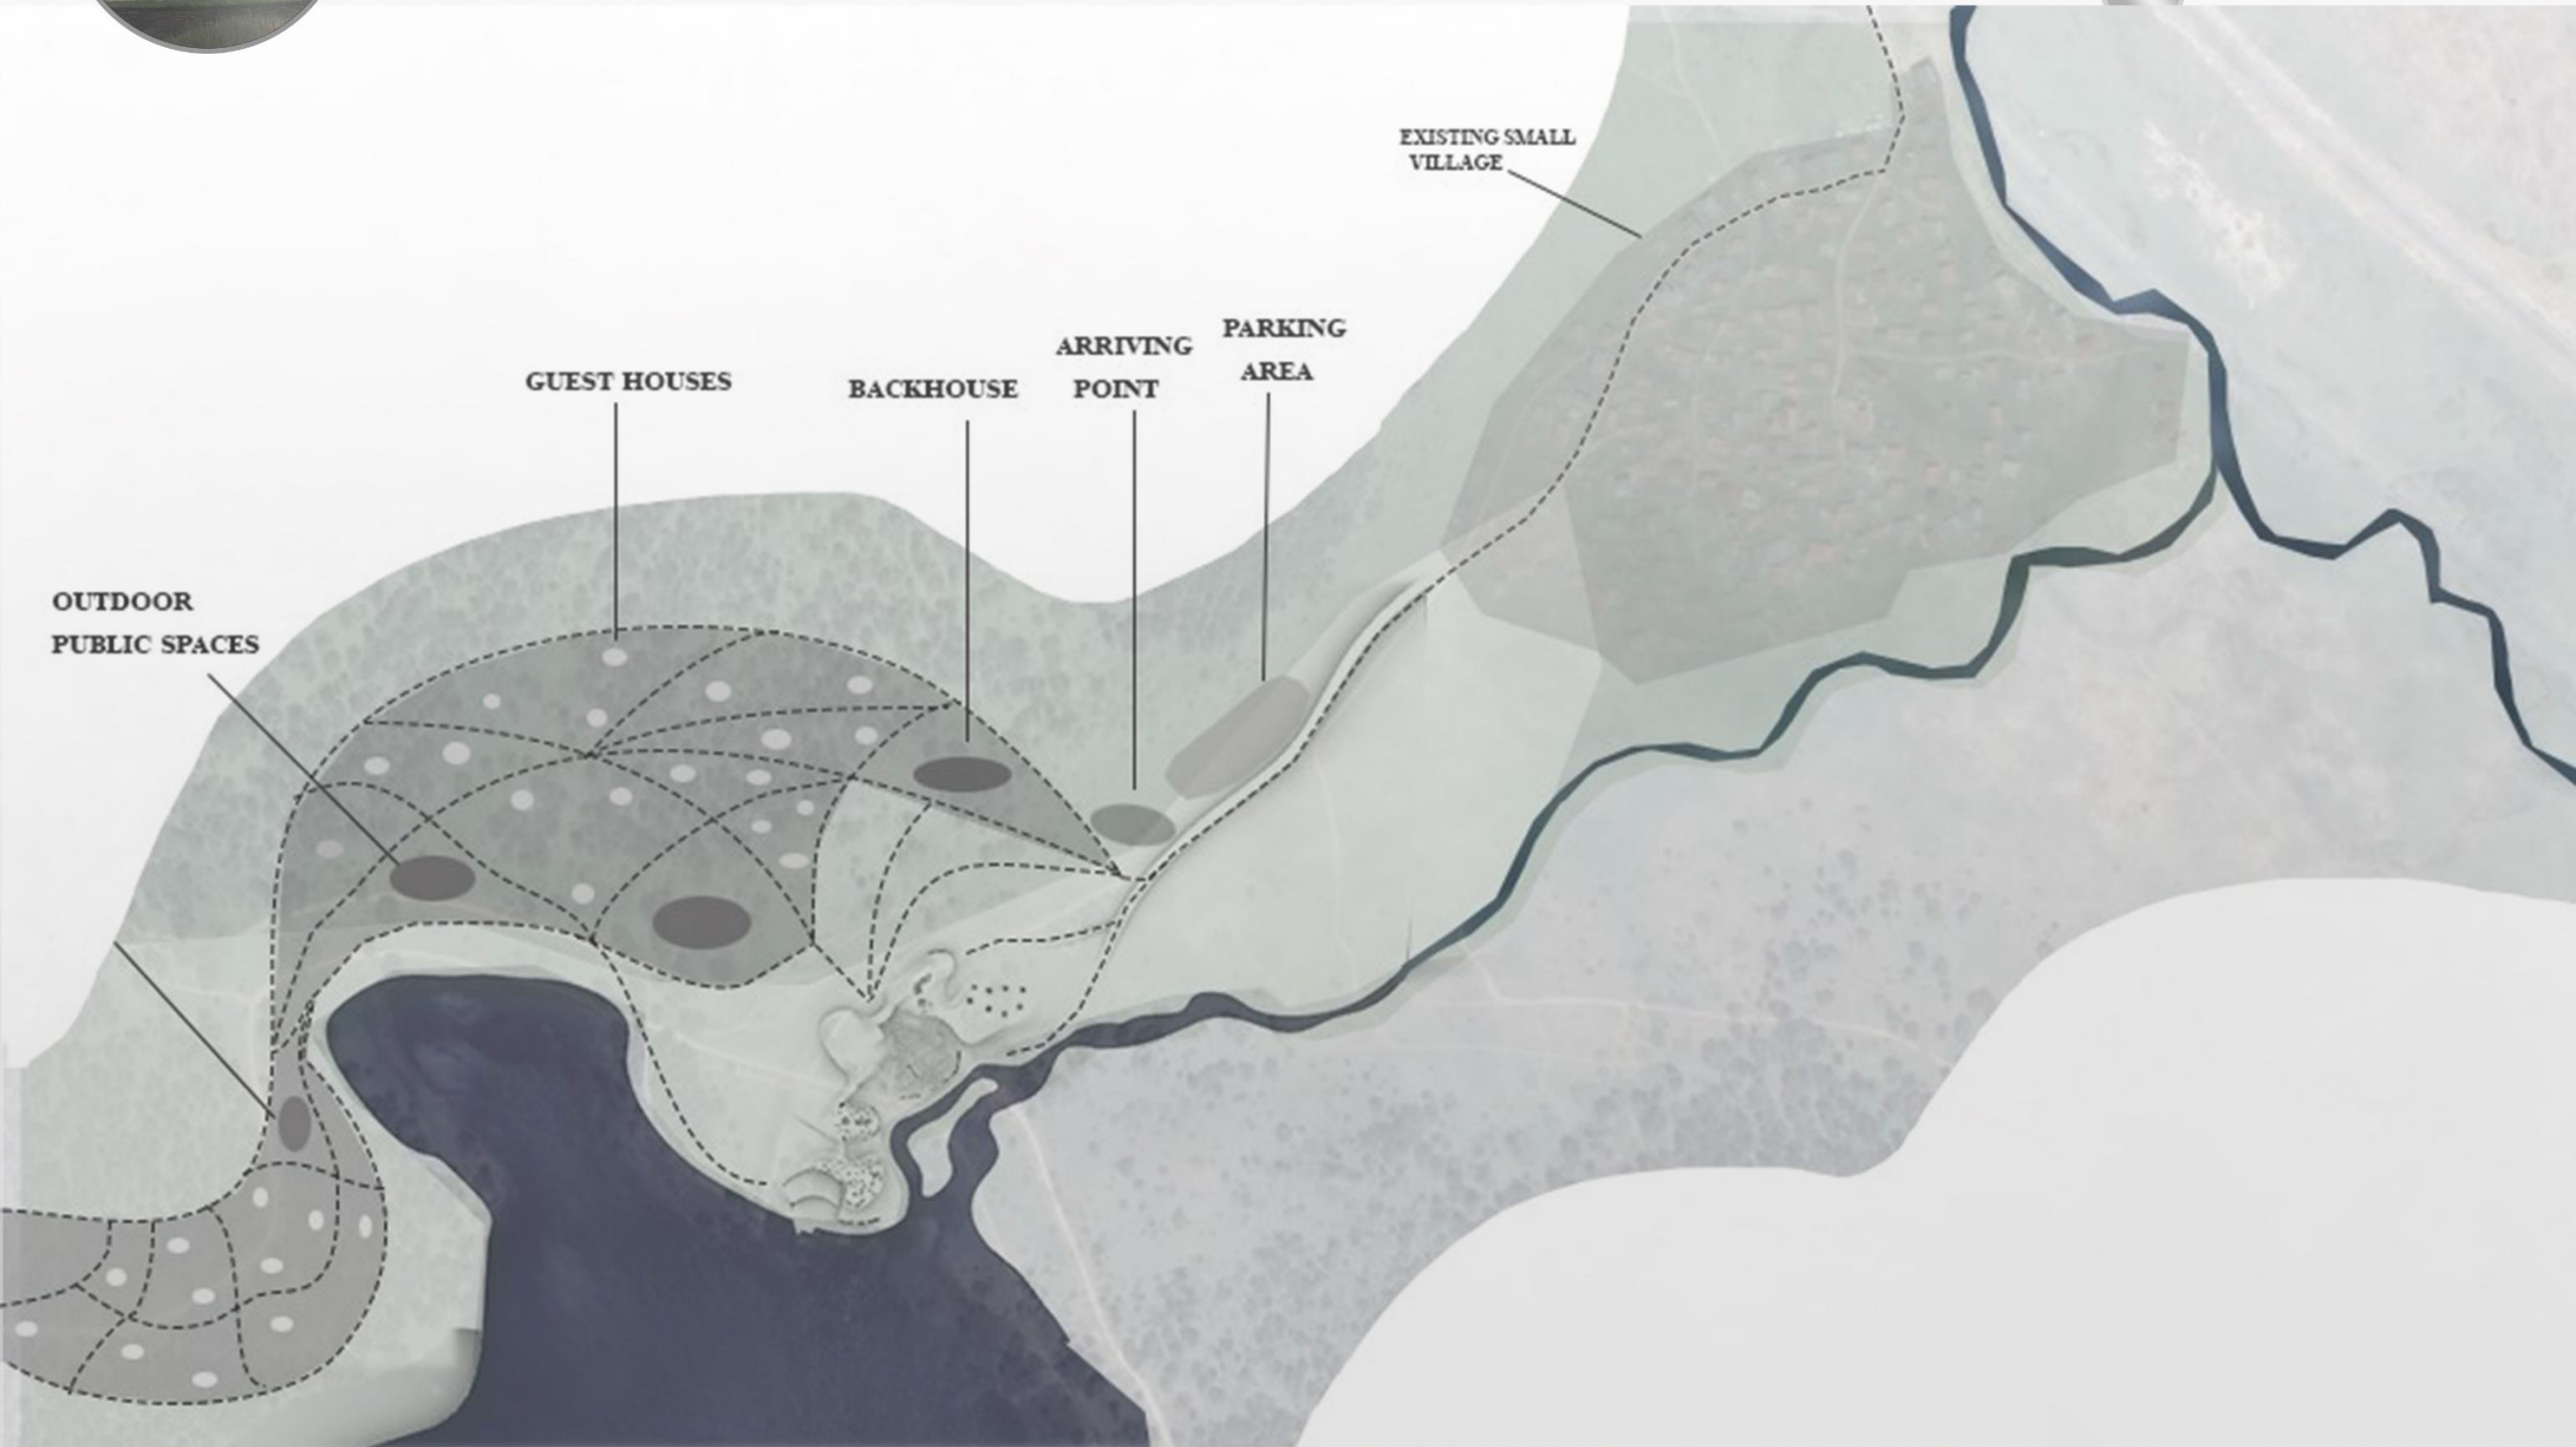 EXISTING SMALL
VILLAGE
PARKING
AREA
ARRIVING
POINT
BACKHOUSE
GUEST HOUSES
OUTDOOR
PUBLIC SPACES